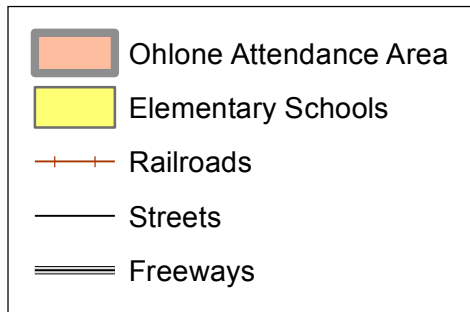 Ohlone Attendance Area
Elementary Schools
Railroads
Streets
Freeways